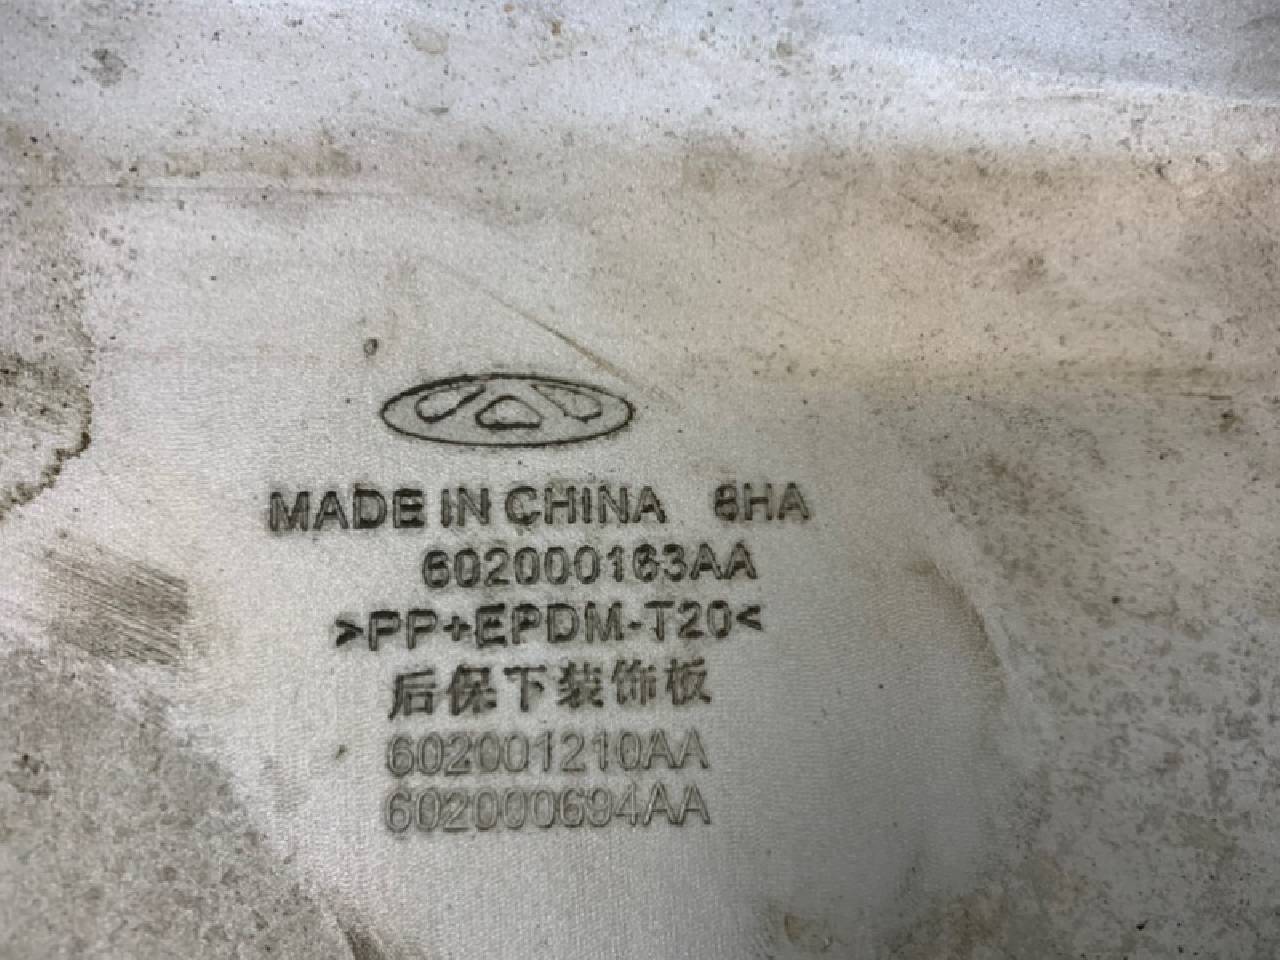 MADE IN CHINA 8HA
602000163AA
>PP+EPDM-T20<
后保下装饰板
602001210AA
602000694AA